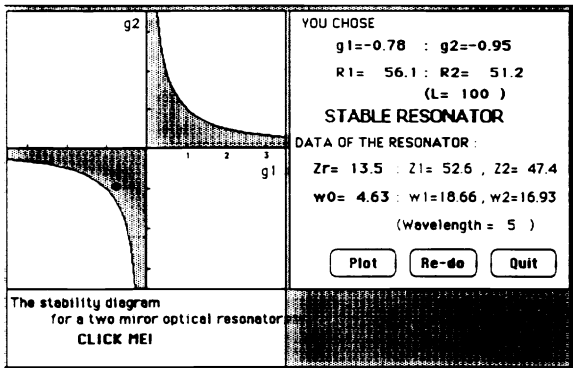 g2
1 2 3
g1
YOU CHOSE
g1=-0.78 : g2=-0.95
R1= 56.1 : R2= 51.2
(L= 100 )
STABLE RESONATOR
DATA OF THE RESONATOR :
Zr= 13.5 : Z1= 52.6 , Z2= 47.4
w0= 4.63 : w1=18.66 , w2=16.93
(Wavelength = 5 )
Plot Re-do Quit
The stability diagram
for a two miror optical resonator
CLICK ME!